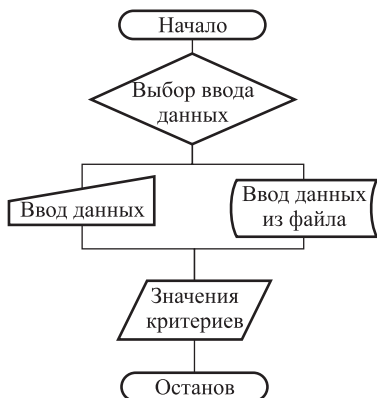 Начало
Выбор ввода
данных
Ввод данных
Ввод данных
из файла
Значения
критериев
Останов